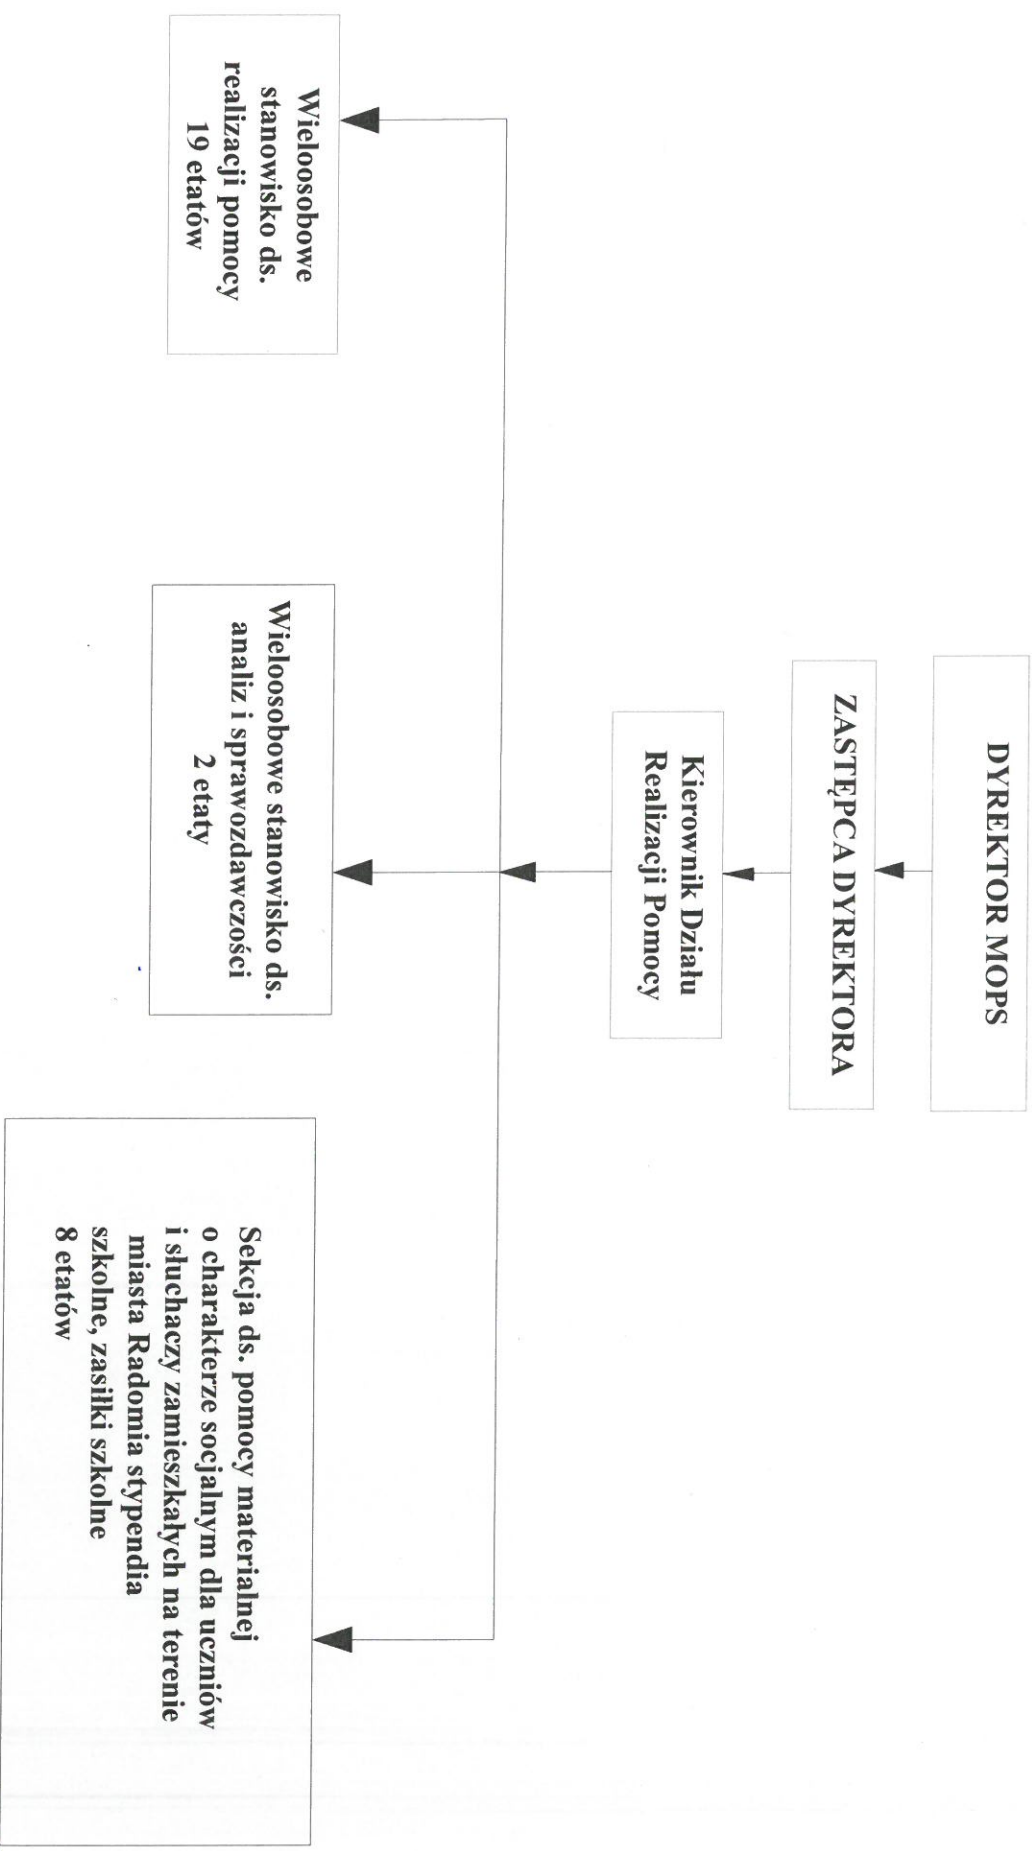 DYREKTOR MOPS
ZASTĘPCA DYREKTORA
Kierownik Działu
Realizacji Pomocy
Wieloosobowe
stanowisko ds.
realizacji pomocy
19 etatów
Wieloosobowe stanowisko ds.
analiz i sprawozdawczości
2 etaty
Sekcja ds. pomocy materialnej
o charakterze socjalnym dla uczniów
i słuchaczy zamieszkałych na terenie
miasta Radomia stypendia
szkolne, zasiłki szkolne
8 etatów